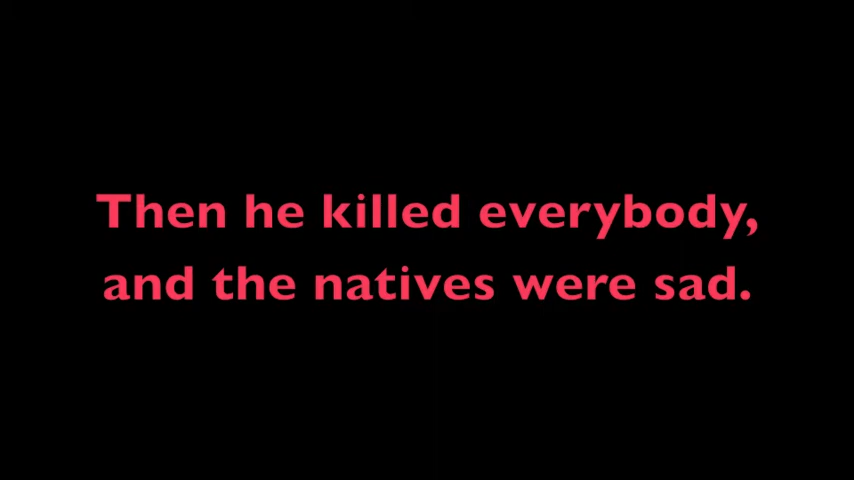 Then he killed everybody,
and the natives were sad.